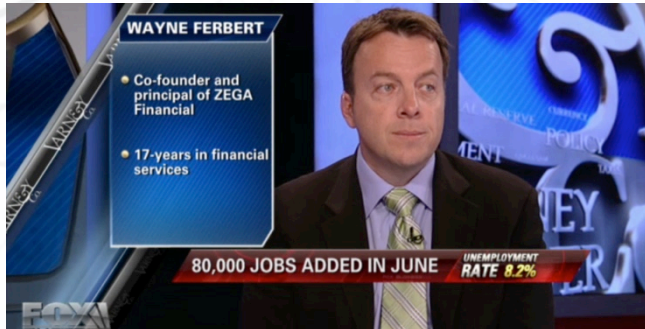 WAYNE FERBERT
Co-founder and
principal of ZEGA
Financial
17-years in financial
services
80,000 JOBS ADDED IN JUNE
UNEMPLOYMENT
RATE 8.2%
FOX
POLICY